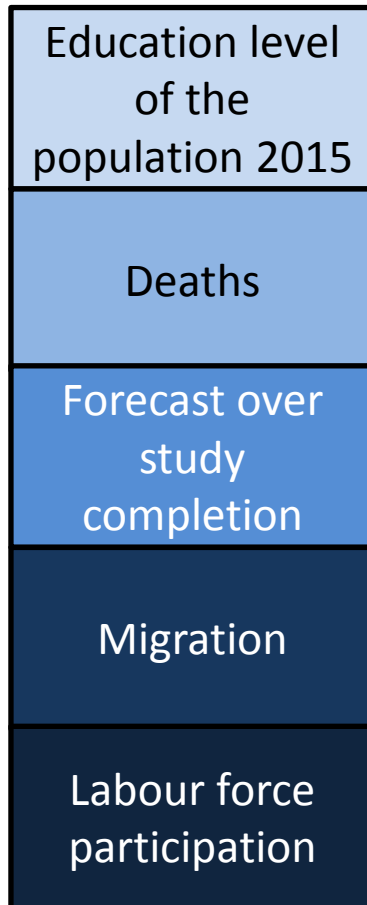 Education level
of the
population 2015
Deaths
Forecast over
study
completion
Migration
Labour force
participation